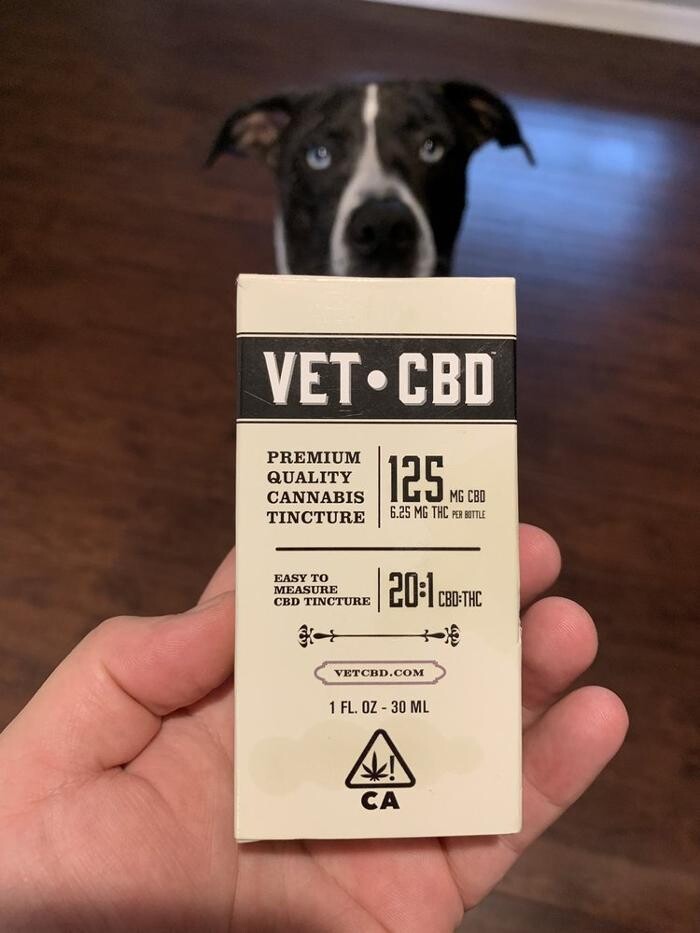 VET • CBD™
PREMIUM
QUALITY
CANNABIS
TINCTURE
125 MG CBD
6.25 MG THC PER BOTTLE
EASY TO
MEASURE
CBD TINCTURE
20:1 CBD:THC
VETCBD.COM
1 FL. OZ - 30 ML
!
CA